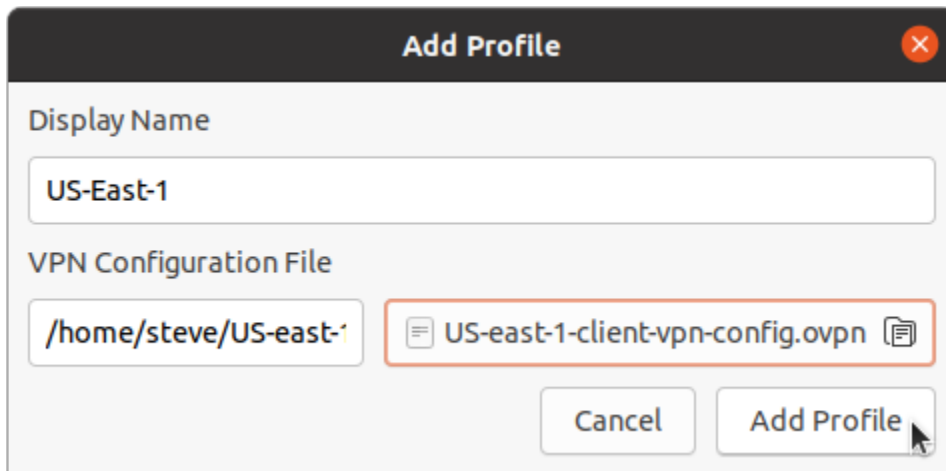 Add Profile
Display Name
US-East-1
VPN Configuration File
/home/steve/US-east-1 US-east-1-client-vpn-config.ovpn
Cancel Add Profile